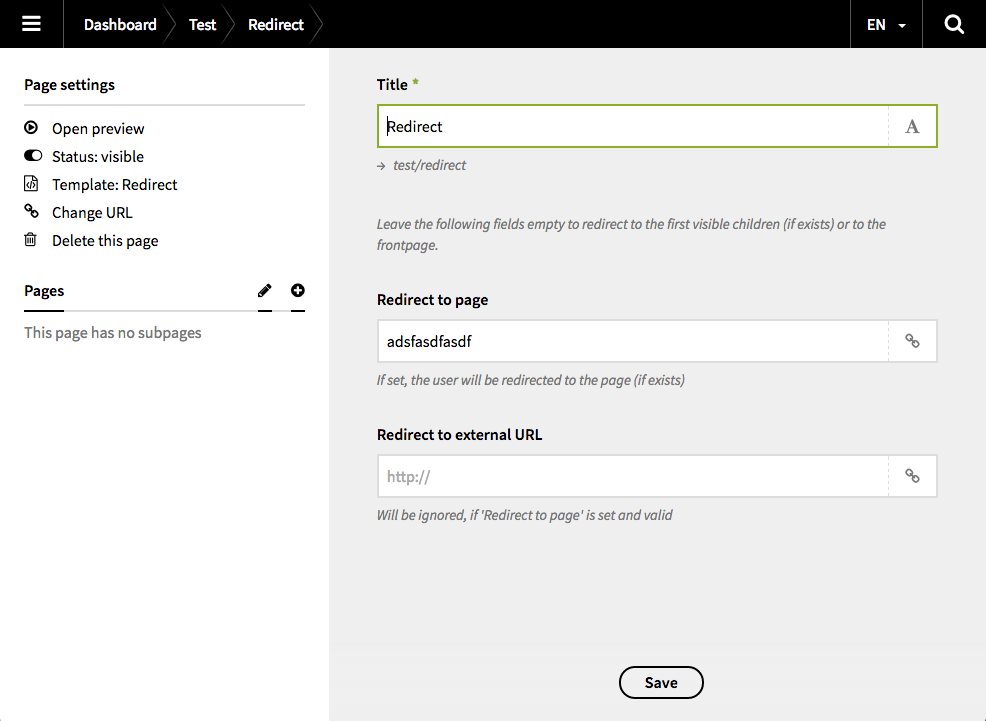 Dashboard Test Redirect EN
Page settings
Open preview
Status: visible
Template: Redirect
Change URL
Delete this page
Pages
This page has no subpages
Title *
Redirect A
→ test/redirect
Leave the following fields empty to redirect to the first visible children (if exists) or to the
frontpage.
Redirect to page
adsfasdfasdf
If set, the user will be redirected to the page (if exists)
Redirect to external URL
http://
Will be ignored, if 'Redirect to page' is set and valid
Save